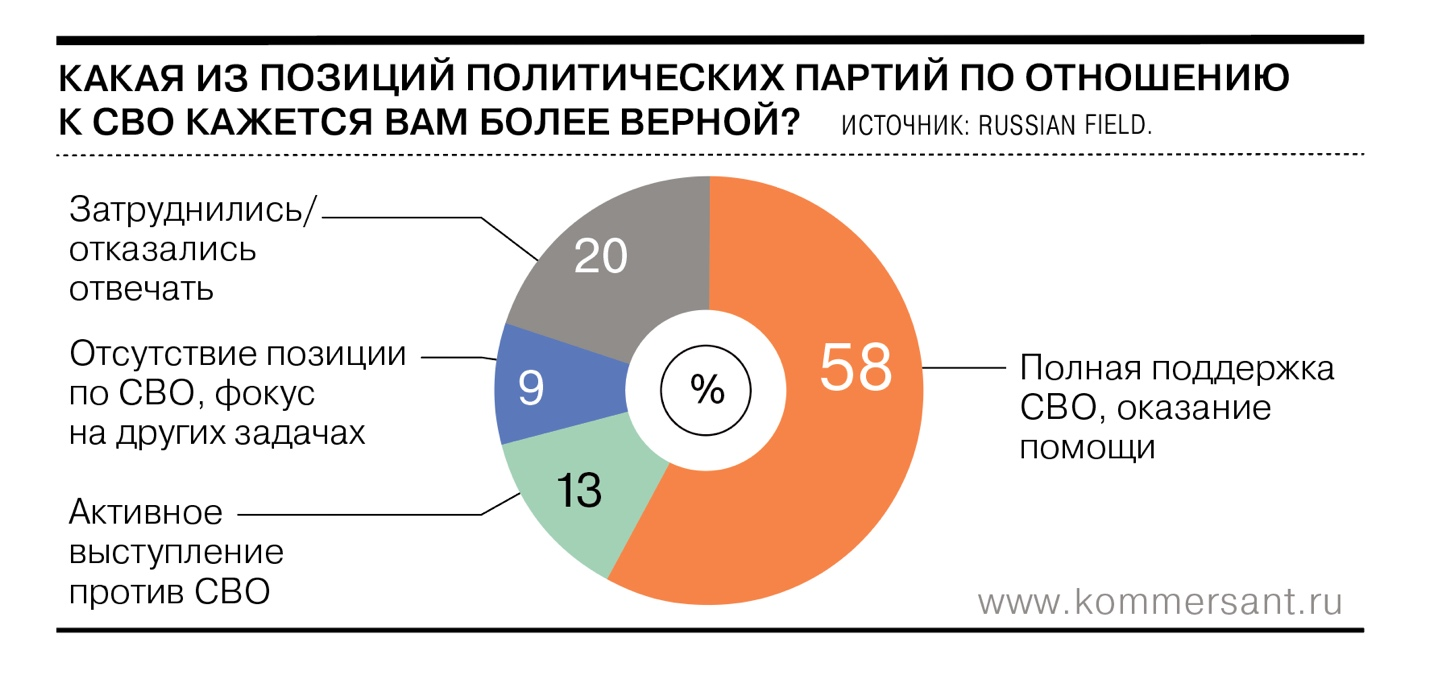 КАКАЯ ИЗ ПОЗИЦИЙ ПОЛИТИЧЕСКИХ ПАРТИЙ ПО ОТНОШЕНИЮ
К СВО КАЖЕТСЯ ВАМ БОЛЕЕ ВЕРНОЙ? ИСТОЧНИК: RUSSIAN FIELD.
Затруднились/
отказались
отвечать
20
Отсутствие позиции
по СВО, фокус
на других задачах
9
Активное
выступление
против СВО
13
%
58
Полная поддержка
СВО, оказание
помощи
www.kommersant.ru